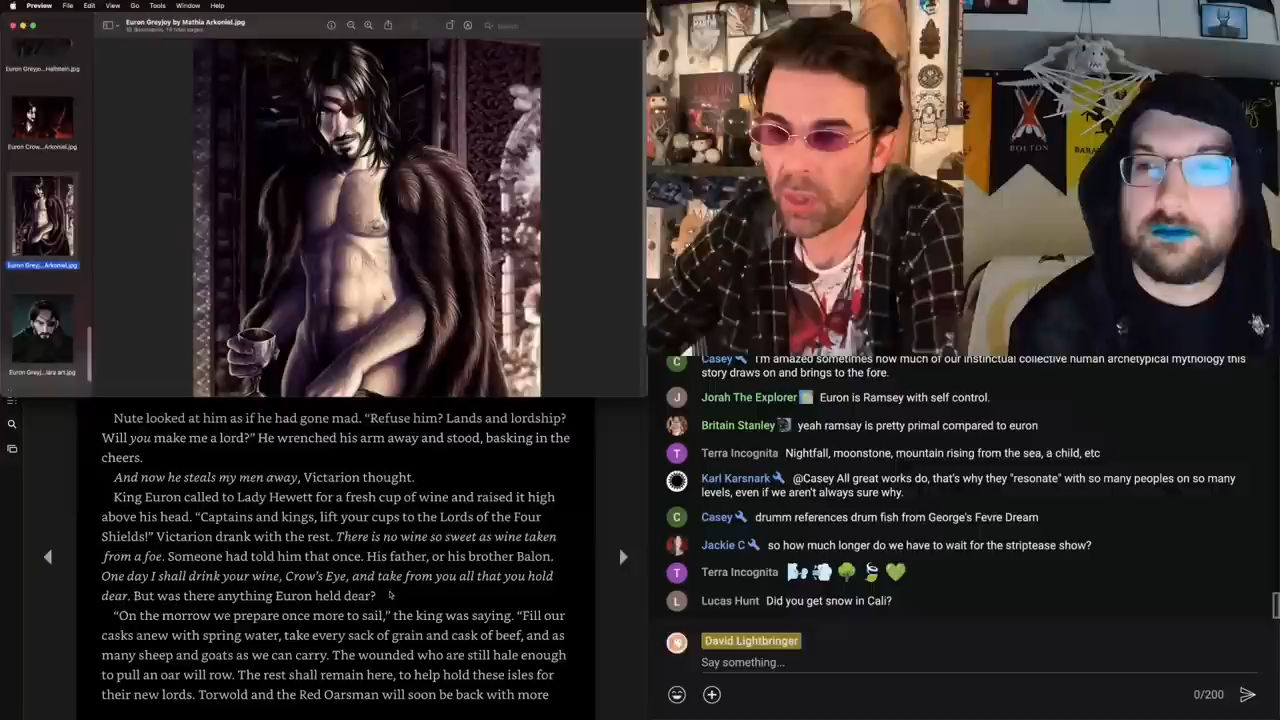 Preview File Edit View Go Tools Window Help
Euron Greyjoy by Mathia Arkoniel.jpg
Euron Crow...Arkoniel.jpg
Euron Greyj...Arkoniel.jpg
Euron Greyj...iara art.jpg
BOLTON
Nute looked at him as if he had gone mad. “Refuse him? Lands and lordship?
Will you make me a lord?” He wrenched his arm away and stood, basking in the
cheers.
And now he steals my men away, Victarion thought.
King Euron called to Lady Hewett for a fresh cup of wine and raised it high
above his head. “Captains and kings, lift your cups to the Lords of the Four
Shields!” Victarion drank with the rest. There is no wine so sweet as wine taken
from a foe. Someone had told him that once. His father, or his brother Balon.
One day I shall drink your wine, Crow’s Eye, and take from you all that you hold
dear. But was there anything Euron held dear?
“On the morrow we prepare once more to sail,” the king was saying. “Fill our
casks anew with spring water, take every sack of grain and cask of beef, and as
many sheep and goats as we can carry. The wounded who are still hale enough
to pull an oar will row. The rest shall remain here, to help hold these isles for
their new lords. Torwold and the Red Oarsman will soon be back with more
C Casey I'm amazed sometimes how much of our instinctual collective human archetypical mythology this
story draws on and brings to the fore.
J Jorah The Explorer Euron is Ramsey with self control.
Britain Stanley yeah ramsay is pretty primal compared to euron
T Terra Incognita Nightfall, moonstone, mountain rising from the sea, a child, etc
Karl Karsnark @Casey All great works do, that's why they "resonate" with so many peoples on so many
levels, even if we aren't always sure why.
C Casey drumm references drum fish from George's Fevre Dream
Jackie C so how much longer do we have to wait for the striptease show?
T Terra Incognita
L Lucas Hunt Did you get snow in Cali?
David Lightbringer
Say something...
0/200